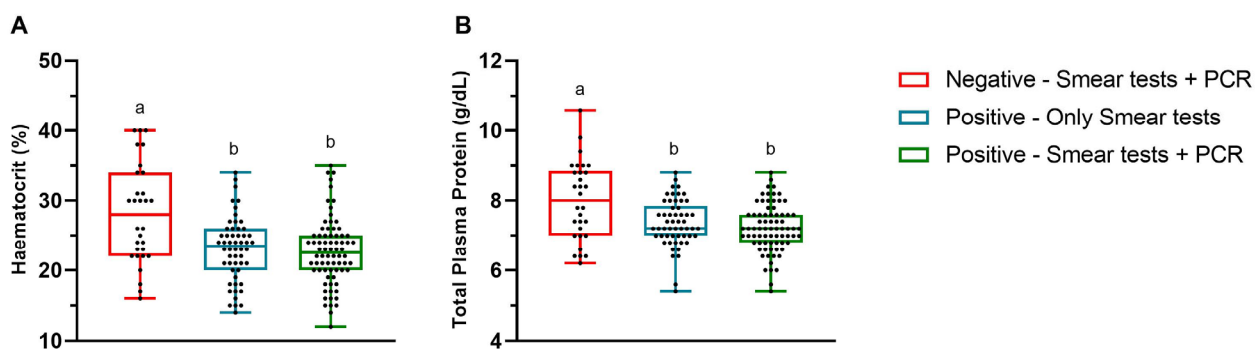 A
50
40
30
20
10
Haematocrit (%)
a
b
b
B
12
10
8
6
4
Total Plasma Protein (g/dL)
a
b
b
Negative - Smear tests + PCR
Positive - Only Smear tests
Positive - Smear tests + PCR